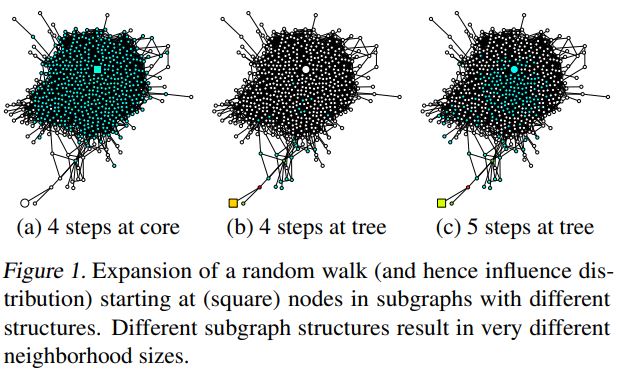 (a) 4 steps at core
(b) 4 steps at tree
(c) 5 steps at tree
Figure 1. Expansion of a random walk (and hence influence dis-
tribution) starting at (square) nodes in subgraphs with different
structures. Different subgraph structures result in very different
neighborhood sizes.